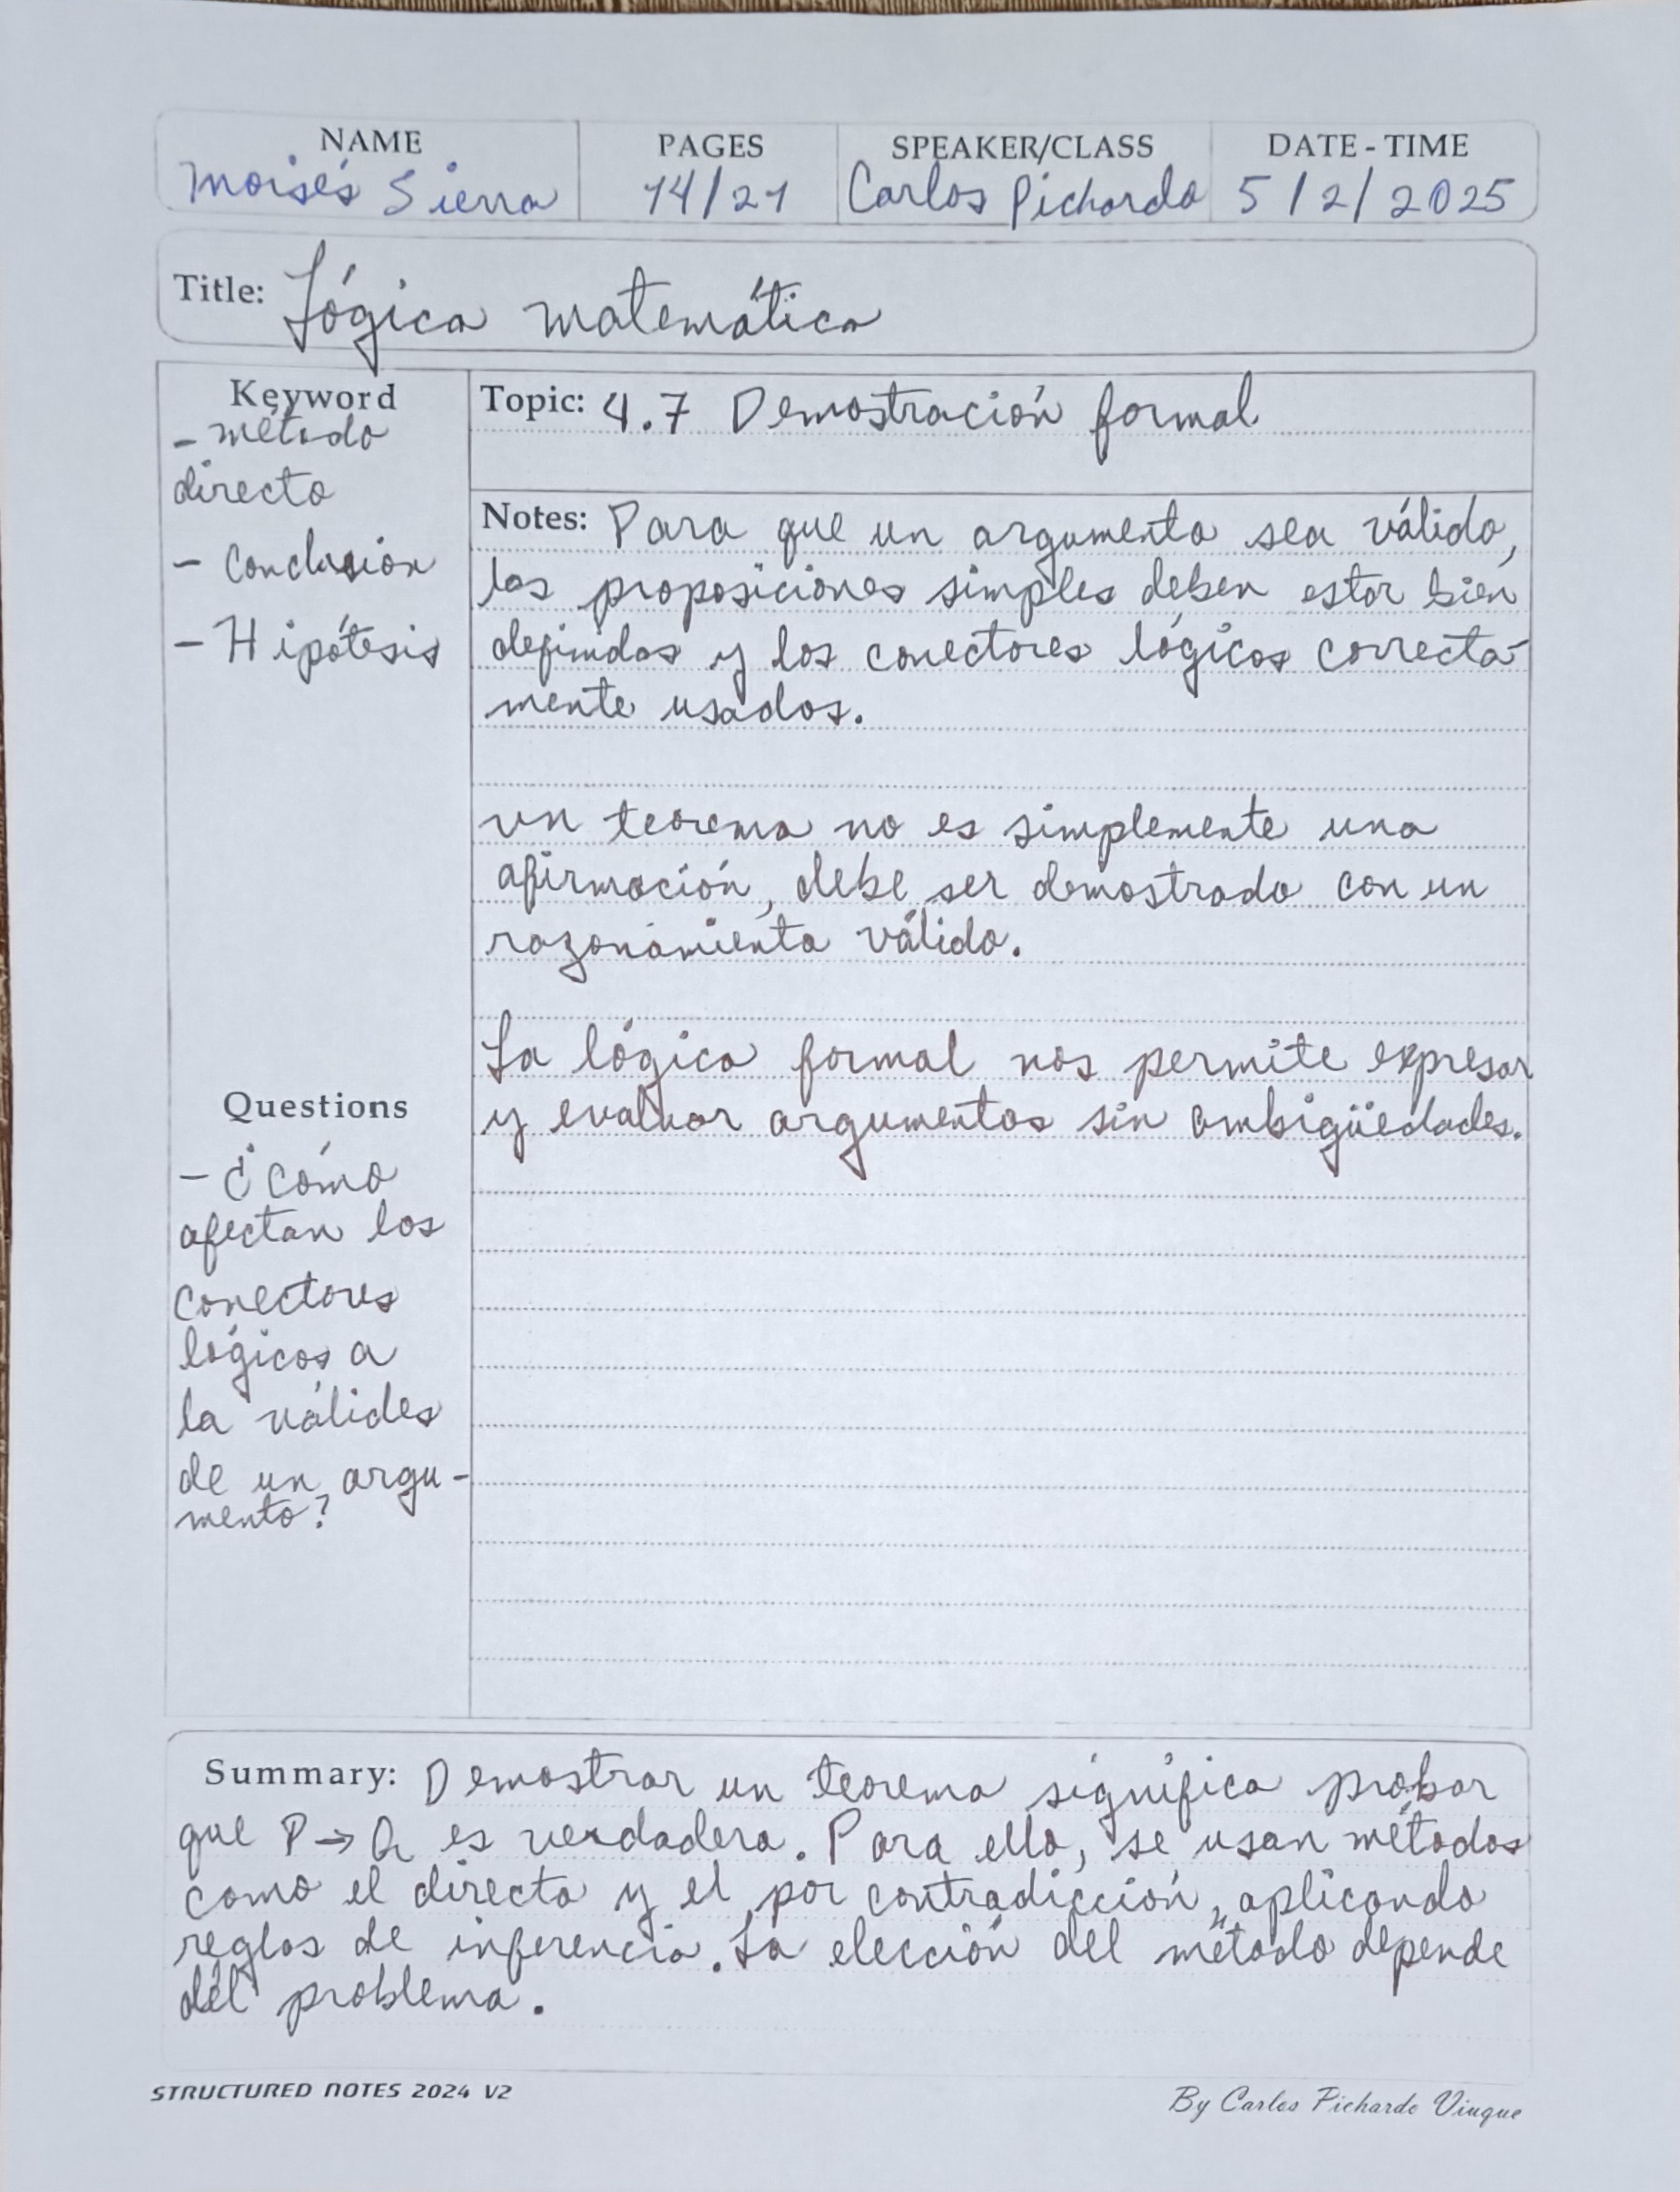 NAME PAGES SPEAKER/CLASS DATE-TIME
Moisés Sierra 14/21 Carlos Pichardo 5/2/2025
Title: Lógica matemática
Keyword
- método
directo
- Conclusión
- Hipótesis
Topic: 4.7 Demostración formal
Notes: Para que un argumento sea válido,
las proposiciones simples deben estar bien
definidas y los conectores lógicos correcta-
mente usados.
un teorema no es simplemente una
afirmación, debe ser demostrado con un
razonamiento válido.
La lógica formal nos permite expresar
y evaluar argumentos sin ambigüedades.
Questions
- ¿Cómo
afectan los
conectores
lógicos a
la válides
de un argu-
mento?
Summary: Demostrar un teorema significa probar
que P→Q es verdadera. Para ello, se usan métodos
como el directo y el por contradicción, aplicando
reglas de inferencia. La elección del método depende
del problema.
STRUCTURED NOTES 2024 V2
By Carlos Pichardo Viuque